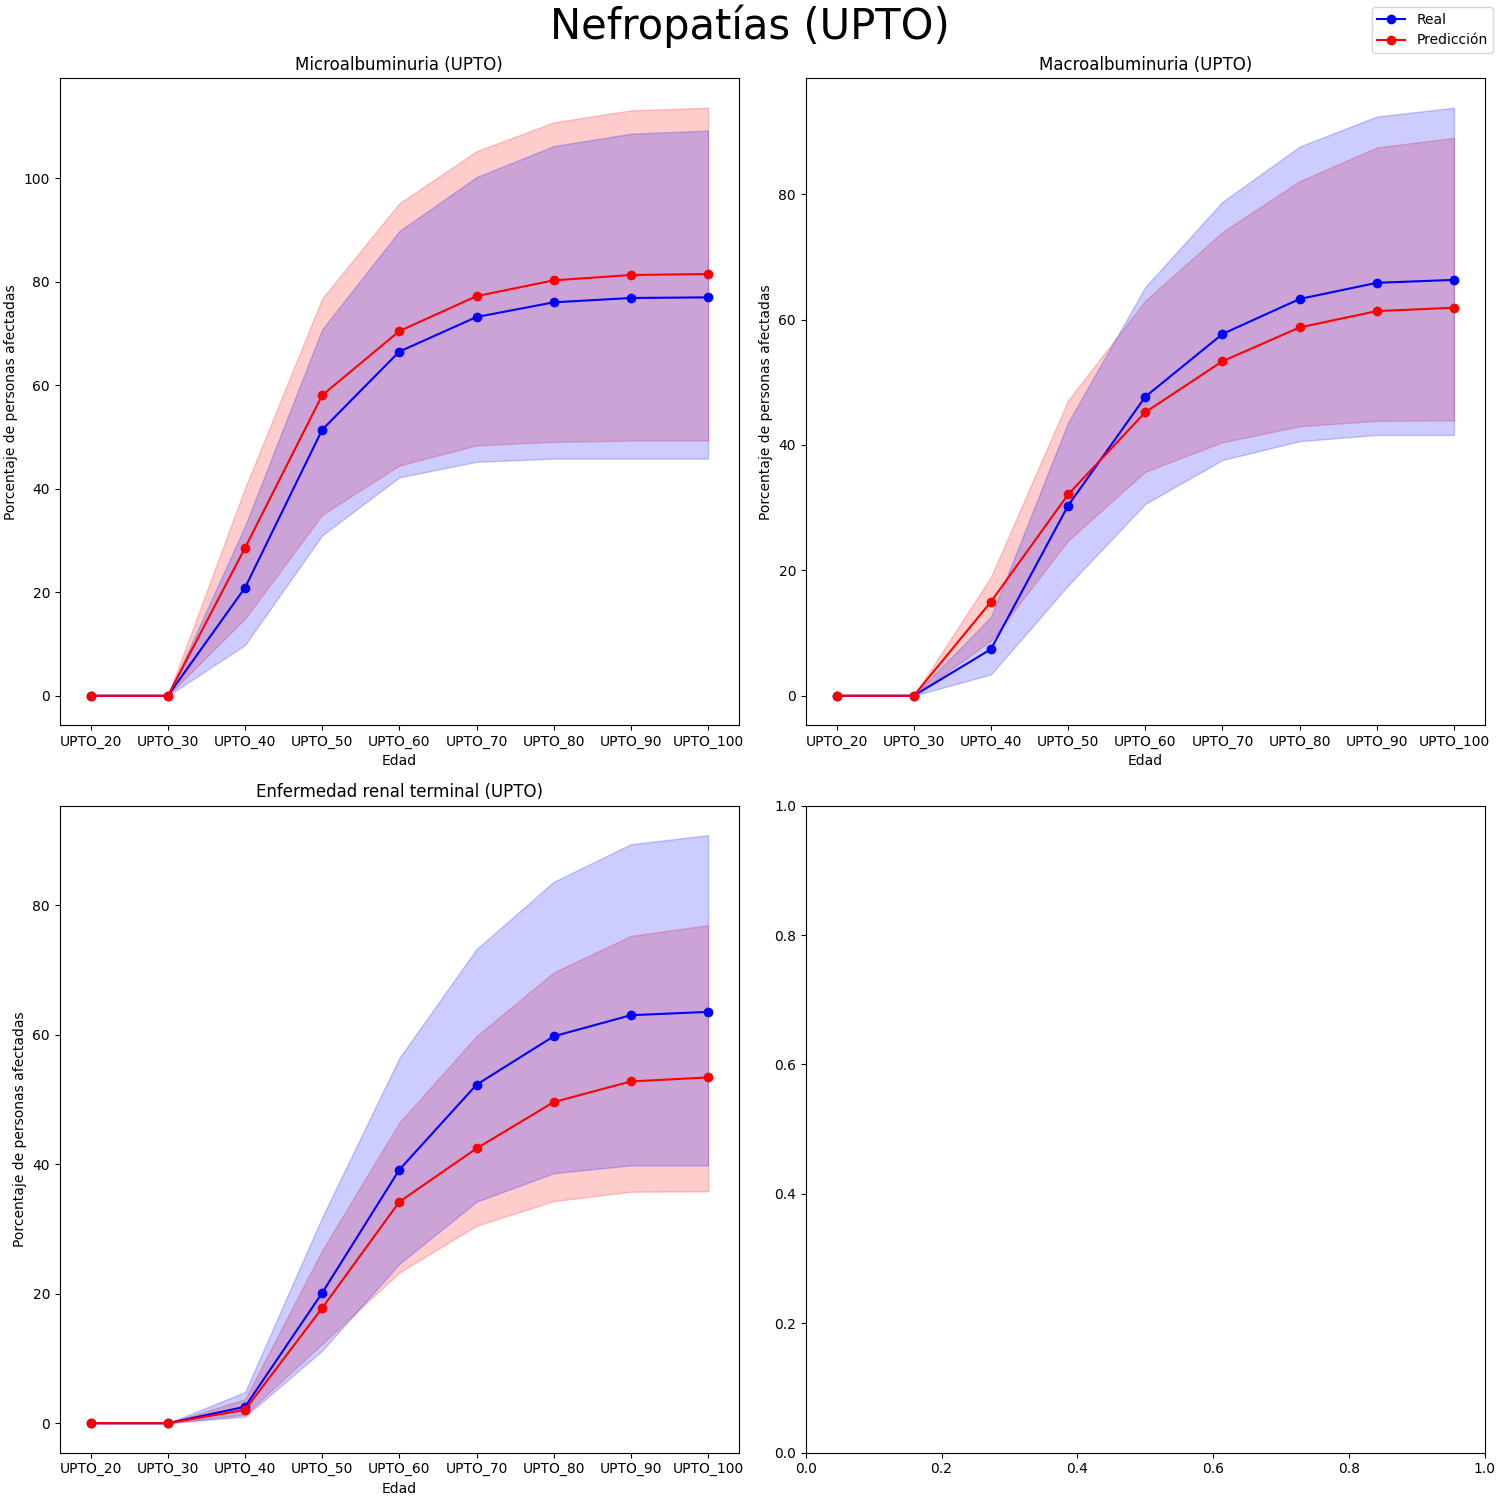 Nefropatías (UPTO)
Real
Predicción
Microalbuminuria (UPTO)
Porcentaje de personas afectadas
100
80
60
40
20
0
UPTO_20 UPTO_30 UPTO_40 UPTO_50 UPTO_60 UPTO_70 UPTO_80 UPTO_90 UPTO_100
Edad
Macroalbuminuria (UPTO)
Porcentaje de personas afectadas
80
60
40
20
0
UPTO_20 UPTO_30 UPTO_40 UPTO_50 UPTO_60 UPTO_70 UPTO_80 UPTO_90 UPTO_100
Edad
Enfermedad renal terminal (UPTO)
Porcentaje de personas afectadas
80
60
40
20
0
UPTO_20 UPTO_30 UPTO_40 UPTO_50 UPTO_60 UPTO_70 UPTO_80 UPTO_90 UPTO_100
Edad
1.0
0.8
0.6
0.4
0.2
0.0
0.0 0.2 0.4 0.6 0.8 1.0